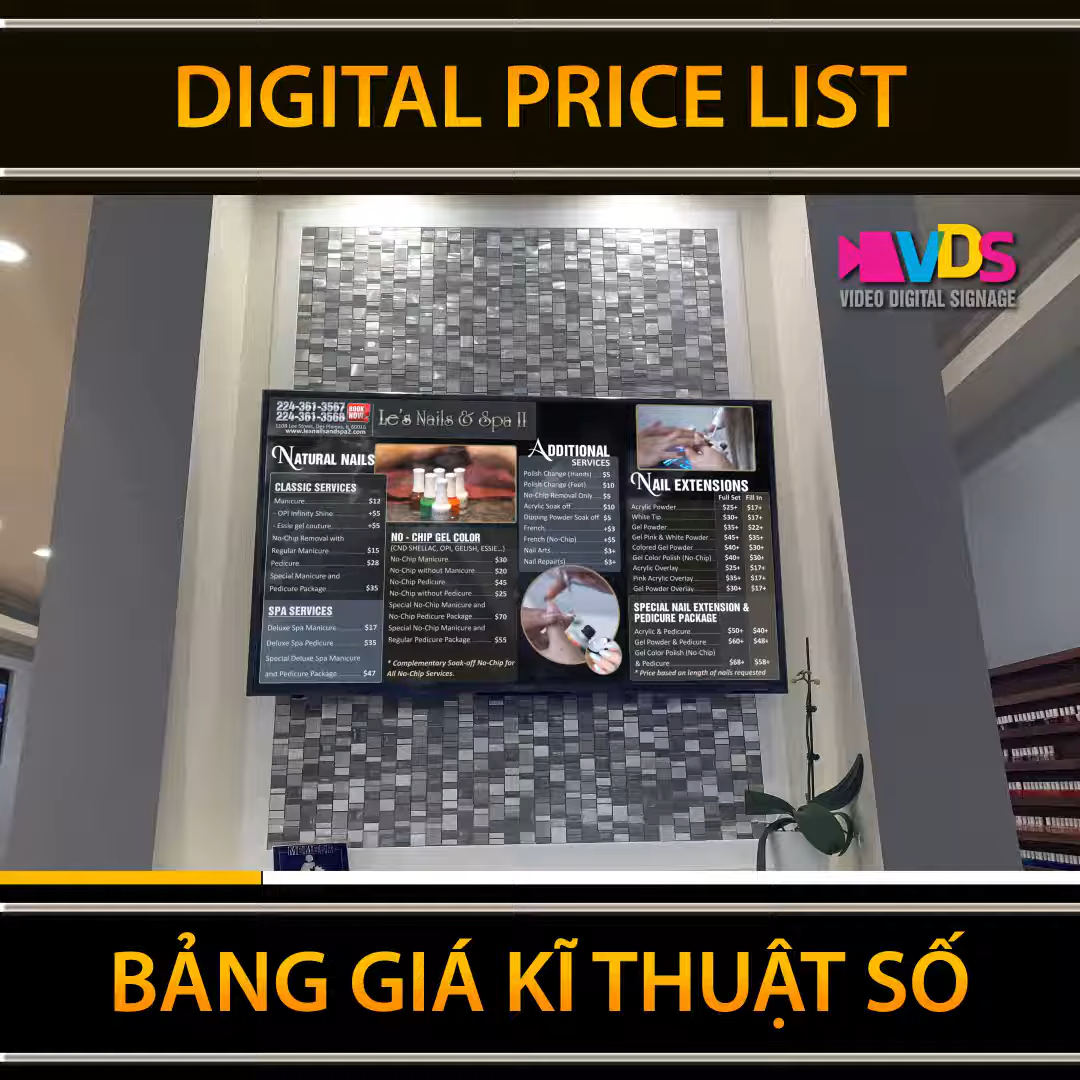 DIGITAL PRICE LIST
VDS
VIDEO DIGITAL SIGNAGE
224-361-3567
224-361-3568
BOOK NOW!
Le's Nails & Spa II
1508 Lee Street, Des Plaines, IL 60018
www.lesnailsandspa2.com
NATURAL NAILS
CLASSIC SERVICES
Manicure $12
- OPI Infinity Shine +$5
- Essie gel couture +$5
No-Chip Removal with
Regular Manicure $15
Pedicure $28
Special Manicure and
Pedicure Package $35
SPA SERVICES
Deluxe Spa Manicure $17
Deluxe Spa Pedicure $35
Special Deluxe Spa Manicure
and Pedicure Package $47
NO - CHIP GEL COLOR
(CND SHELLAC, OPI, GELISH, ESSIE...)
No-Chip Manicure $30
No-Chip without Manicure $20
No-Chip Pedicure $45
No-Chip without Pedicure $25
Special No-Chip Manicure and
No-Chip Pedicure Package $70
Special No-Chip Manicure and
Regular Pedicure Package $55
* Complementary Soak-off No-Chip for
All No-Chip Services.
ADDITIONAL
SERVICES
Polish Change (Hands) $5
Polish Change (Feet) $10
No-Chip Removal Only $5
Acrylic Soak off $10
Dipping Powder Soak off $5
French +$3
French (No-Chip) +$5
Nail Arts $3+
Nail Repair(s) $3+
NAIL EXTENSIONS
Full Set Fill In
Acrylic Powder $25+ $17+
White Tip $30+ $17+
Gel Powder $35+ $22+
Gel Pink & White Powder $45+ $35+
Colored Gel Powder $40+ $30+
Gel Color Polish (No-Chip) $40+ $30+
Acrylic Overlay $25+ $17+
Pink Acrylic Overlay $35+ $17+
Gel Powder Overlay $30+ $17+
SPECIAL NAIL EXTENSION &
PEDICURE PACKAGE
Acrylic & Pedicure $50+ $40+
Gel Powder & Pedicure $60+ $48+
Gel Color Polish (No-Chip)
& Pedicure $68+ $58+
* Price based on length of nails requested
MEMBER
BẢNG GIÁ KĨ THUẬT SỐ